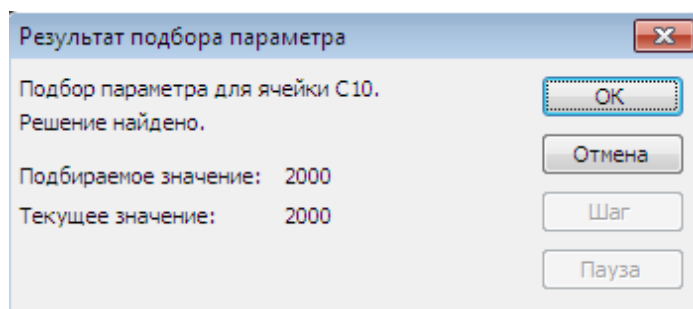 Результат подбора параметра
Подбор параметра для ячейки C10.
Решение найдено.
Подбираемое значение: 2000
Текущее значение: 2000
OK
Отмена
Шаг
Пауза